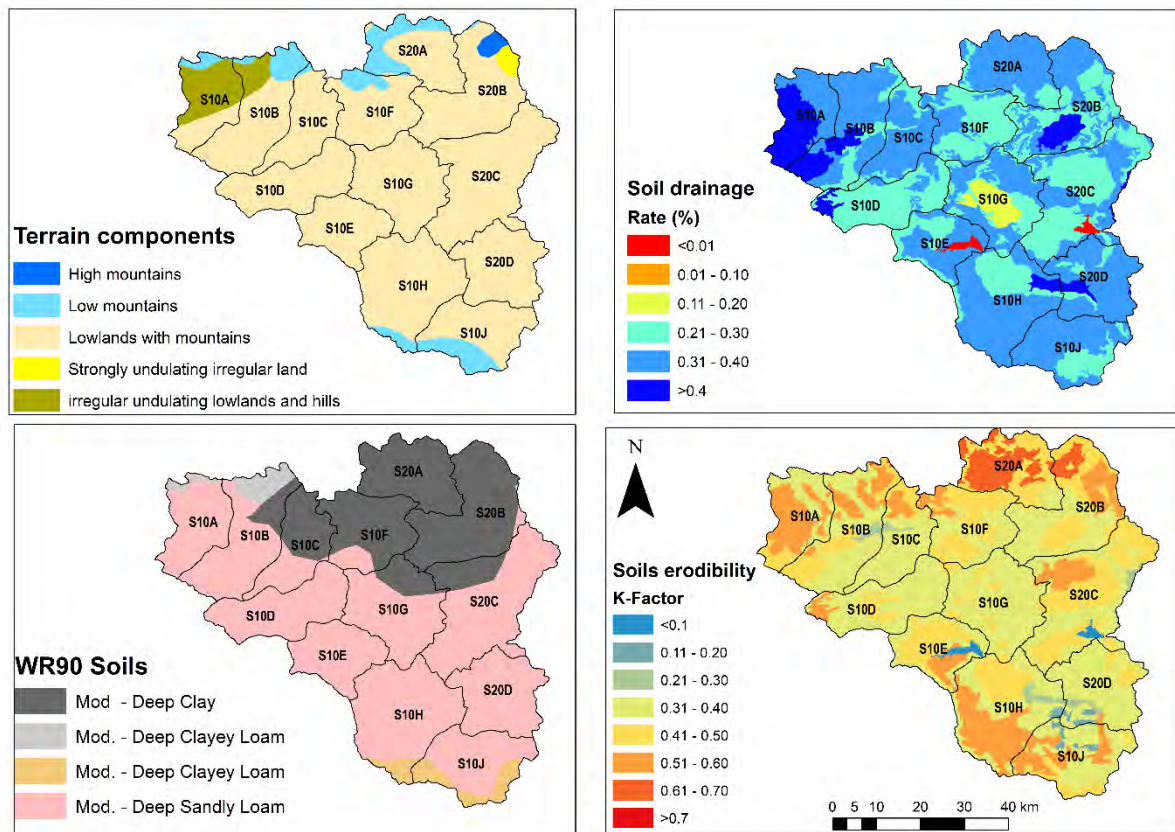 S20A
S20B
S10A
S10B
S10C
S10F
S10D
S10G
S20C
S10E
S20D
S10H
S10J
Terrain components
High mountains
Low mountains
Lowlands with mountains
Strongly undulating irregular land
irregular undulating lowlands and hills
S20A
S20B
S10A
S10B
S10C
S10F
S10D
S10G
S20C
S10E
S20D
S10H
S10J
Soil drainage
Rate (%)
<0.01
0.01 - 0.10
0.11 - 0.20
0.21 - 0.30
0.31 - 0.40
>0.4
S20A
S20B
S10A
S10B
S10C
S10F
S10D
S10G
S20C
S10E
S20D
S10H
S10J
WR90 Soils
Mod - Deep Clay
Mod. - Deep Clayey Loam
Mod. - Deep Clayey Loam
Mod. - Deep Sandly Loam
N
S20A
S20B
S10A
S10B
S10C
S10F
S10D
S10G
S20C
S10E
S20D
S10H
S10J
Soils erodibility
K-Factor
<0.1
0.11 - 0.20
0.21 - 0.30
0.31 - 0.40
0.41 - 0.50
0.51 - 0.60
0.61 - 0.70
>0.7
0 5 10 20 30 40 km